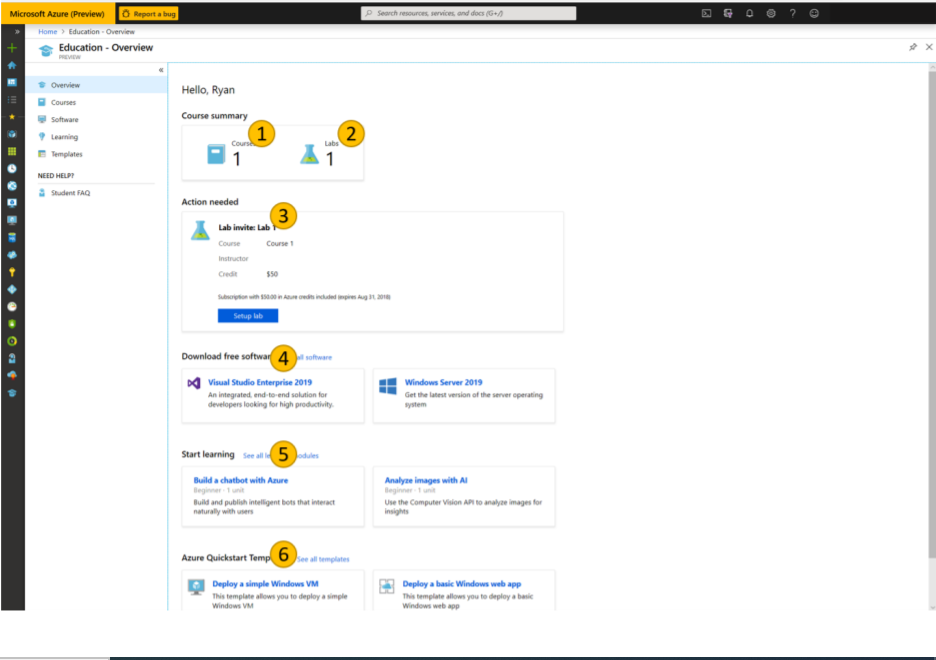 Microsoft Azure (Preview)
Report a bug
Search resources, services, and docs (G+/)
Home > Education - Overview
Education - Overview
PREVIEW
Overview
Courses
Software
Learning
Templates
NEED HELP?
Student FAQ
Hello, Ryan
Course summary
1
2
Labs
1
1
Action needed
3
Lab invite: Lab 1
Course Course 1
Instructor
Credit $50
Subscription with $50.00 in Azure credits included (expires Aug 31, 2018)
Setup lab
Download free software
4
all software
Visual Studio Enterprise 2019
An integrated, end-to-end solution for
developers looking for high productivity.
Windows Server 2019
Get the latest version of the server operating
system
Start learning
5
See all
Build a chatbot with Azure
Beginner · 1 unit
Build and publish intelligent bots that interact
naturally with users
Analyze images with AI
Beginner · 1 unit
Use the Computer Vision API to analyze images for
insights
Azure Quickstart
6
See all templates
Deploy a simple Windows VM
This template allows you to deploy a simple
Windows VM
Deploy a basic Windows web app
This template allows you to deploy a basic
Windows web app